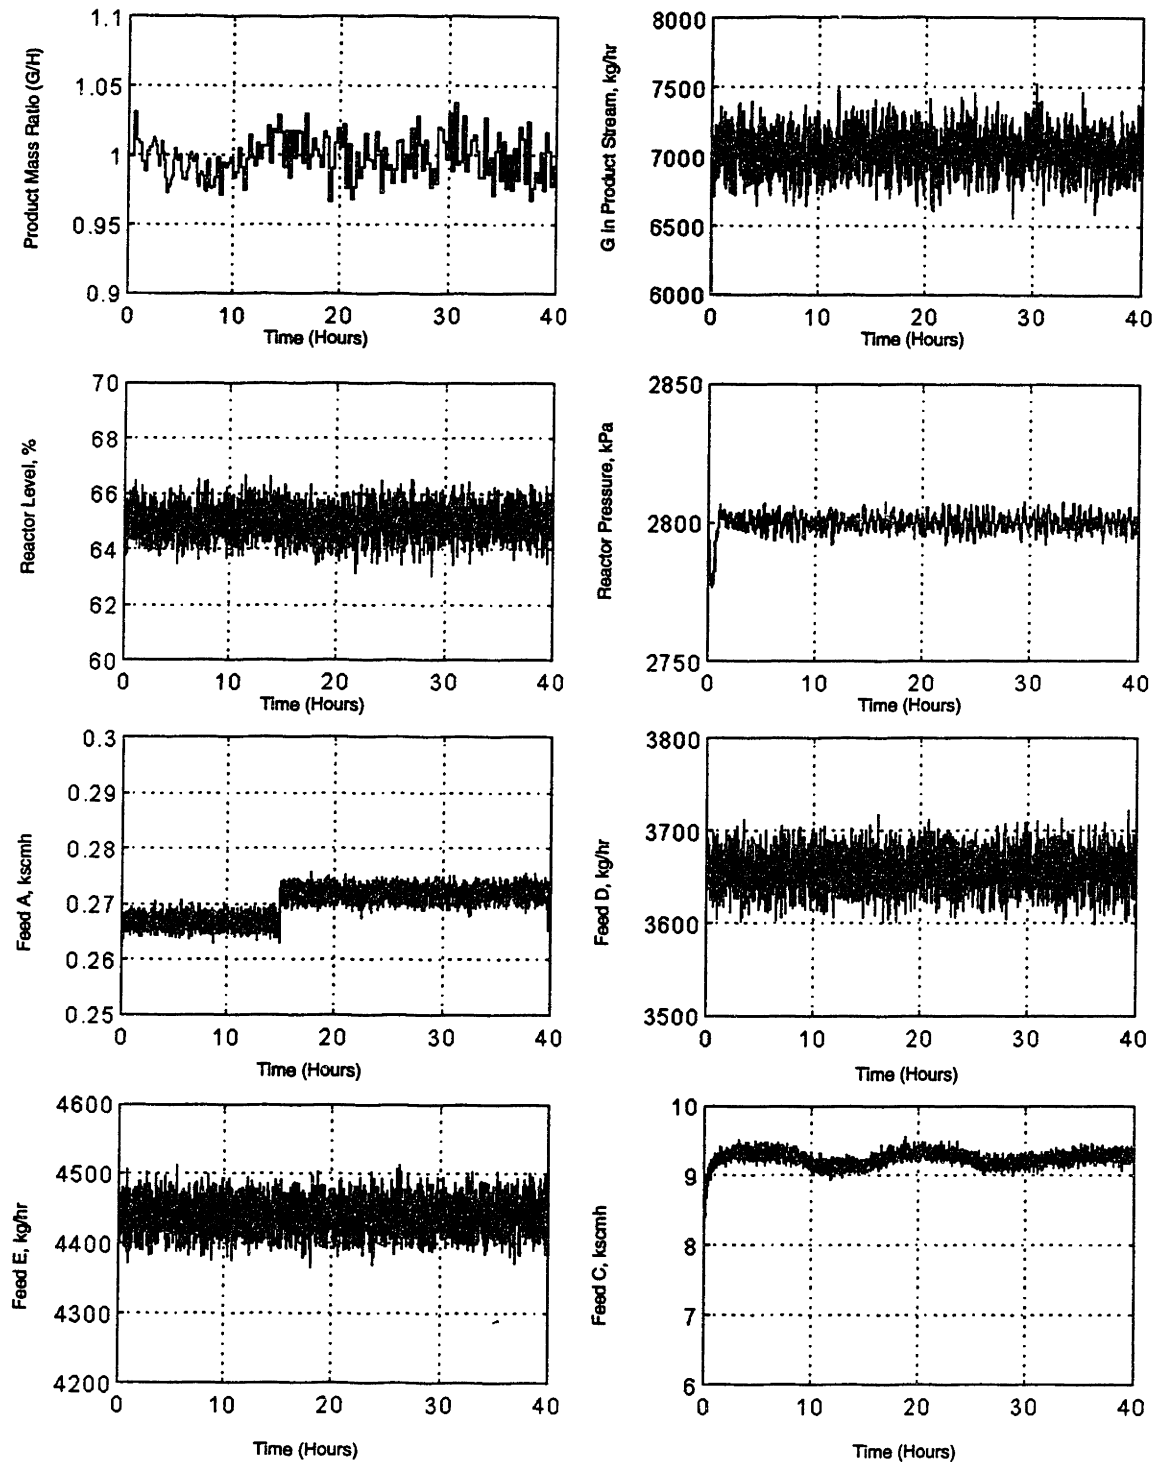 Product Mass Ratio (G/H)
1.1
1.05
1
0.95
0.9
0 10 20 30 40
Time (Hours)
G in Product Stream, kg/hr
8000
7500
7000
6500
6000
0 10 20 30 40
Time (Hours)
Reactor Level, %
70
68
66
64
62
60
0 10 20 30 40
Time (Hours)
Reactor Pressure, kPa
2850
2800
2750
0 10 20 30 40
Time (Hours)
Feed A, kscmh
0.3
0.29
0.28
0.27
0.26
0.25
0 10 20 30 40
Time (Hours)
Feed D, kg/hr
3800
3700
3600
3500
0 10 20 30 40
Time (Hours)
Feed E, kg/hr
4600
4500
4400
4300
4200
0 10 20 30 40
Time (Hours)
Feed C, kscmh
10
9
8
7
6
0 10 20 30 40
Time (Hours)